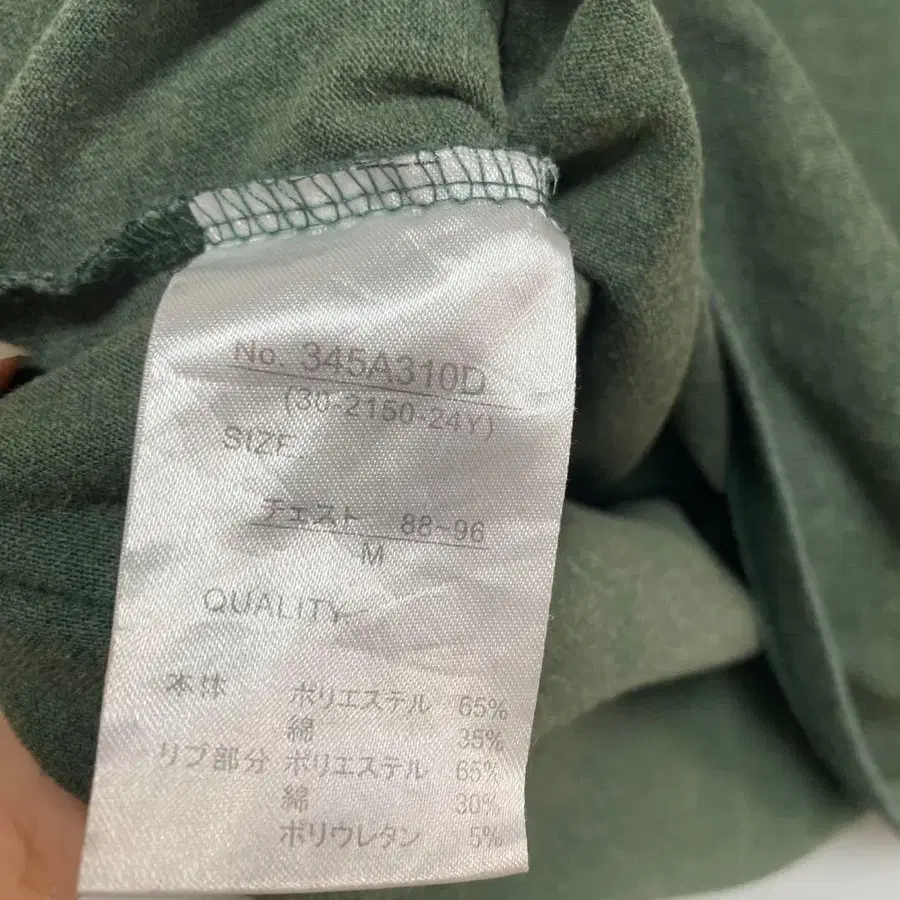 No. 345A310D
(30-2150-24Y)
SIZE
チェスト 88~96
M
QUALITY
本体 ポリエステル 65%
綿 35%
リブ部分 ポリエステル 65%
綿 30%
ポリウレタン 5%